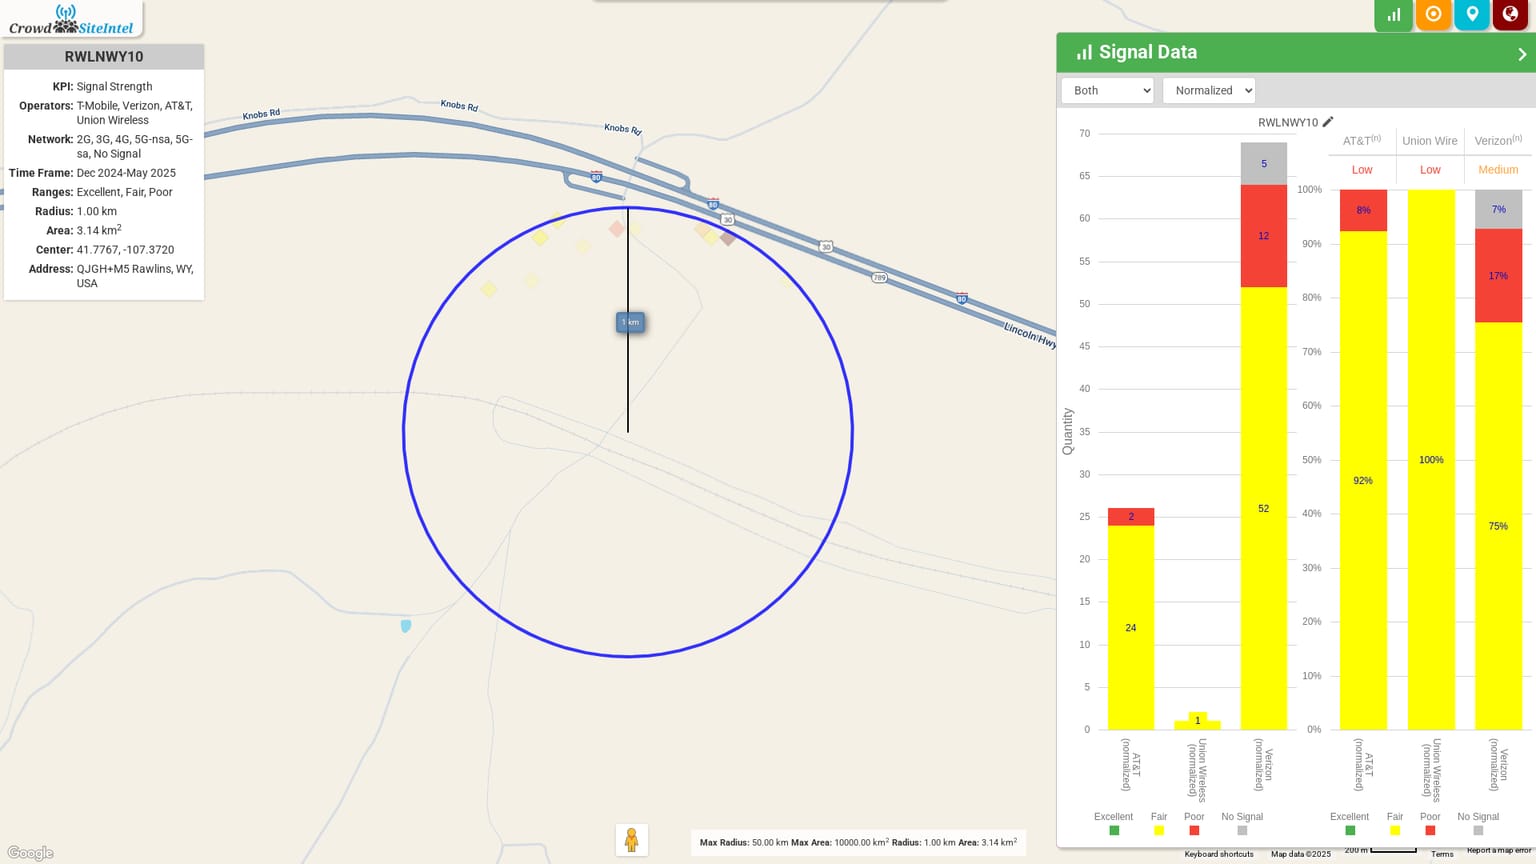 Crowd SiteIntel
RWLNWY10
KPI: Signal Strength
Operators: T-Mobile, Verizon, AT&T,
Union Wireless
Network: 2G, 3G, 4G, 5G-nsa, 5G-
sa, No Signal
Time Frame: Dec 2024-May 2025
Ranges: Excellent, Fair, Poor
Radius: 1.00 km
Area: 3.14 km²
Center: 41.7767, -107.3720
Address: QJGH+M5 Rawlins, WY,
USA
Knobs Rd
Knobs Rd
Knobs Rd
80
80
30
30
789
80
Lincoln Hwy
1 km
Google
Max Radius: 50.00 km Max Area: 10000.00 km² Radius: 1.00 km Area: 3.14 km²
Signal Data
Both
Normalized
RWLNWY10
Quantity
70
65
60
55
50
45
40
35
30
25
20
15
10
5
0
2
24
1
5
12
52
AT&T
(normalized)
Union Wireless
(normalized)
Verizon
(normalized)
Excellent
Fair
Poor
No Signal
AT&T(n)
Union Wire
Verizon(n)
Low
Low
Medium
100%
90%
80%
70%
60%
50%
40%
30%
20%
10%
0%
8%
92%
100%
7%
17%
75%
AT&T
(normalized)
Union Wireless
(normalized)
Verizon
(normalized)
Excellent
Fair
Poor
No Signal
Keyboard shortcuts
Map data ©2025
200 m
Terms
Report a map error